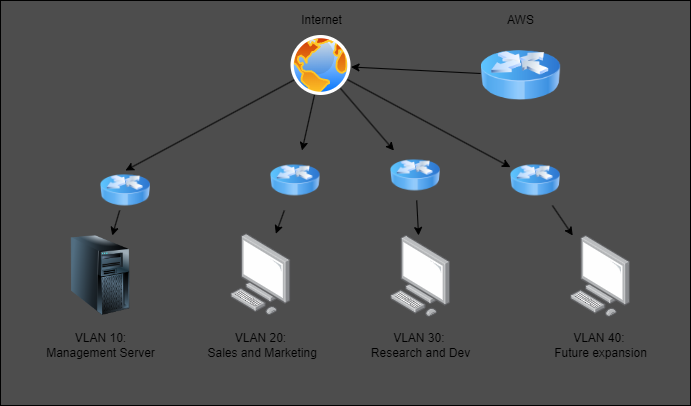 Internet
AWS
VLAN 10:
Management Server
VLAN 20:
Sales and Marketing
VLAN 30:
Research and Dev
VLAN 40:
Future expansion